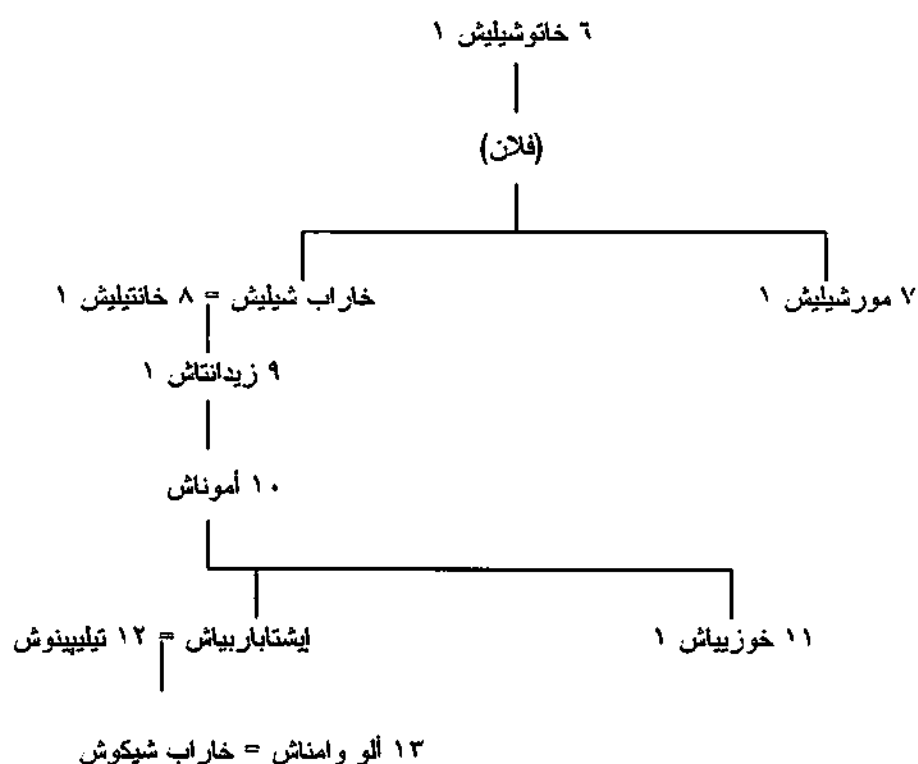 ٦ خاتوشيليش ١
(فلان)
٧ مورشيليش ١
خاراب شيليش = ٨ خانتيليش ١
٩ زيدانتاش ١
١٠ أموناش
١١ خوزيياش ١
إيشتابارياش = ١٢ تيليبينوش
١٣ ألو وامناش = خاراب شيكوش